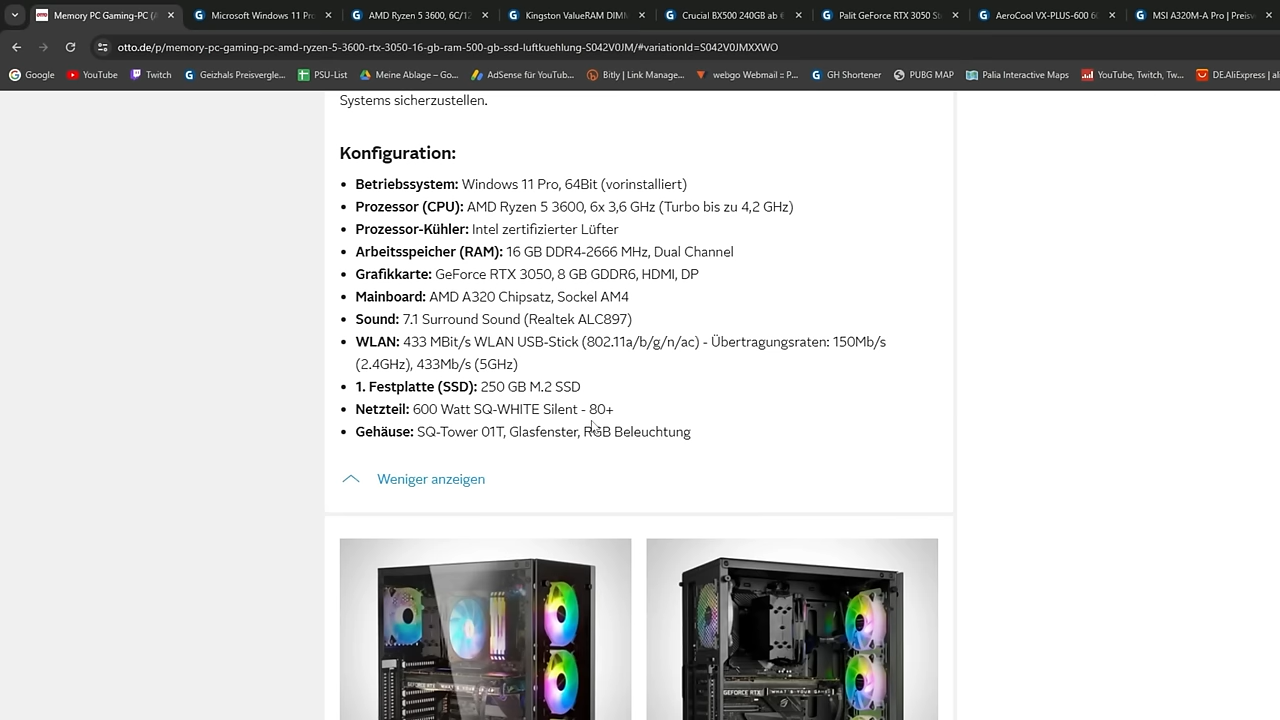 Memory PC Gaming-PC (
Microsoft Windows 11 Pro
AMD Ryzen 5 3600, 6C/12
Kingston ValueRAM DIMM
Crucial BX500 240GB ab €
Palit GeForce RTX 3050 St
AeroCool VX-PLUS-600 60
MSI A320M-A Pro | Preisv
otto.de/p/memory-pc-gaming-pc-amd-ryzen-5-3600-rtx-3050-16-gb-ram-500-gb-ssd-luftkuehlung-S042V0JM/#variationId=S042V0JMXXWO
Google
YouTube
Twitch
Geizhals Preisvergle...
PSU-List
Meine Ablage – Go...
AdSense für YouTub...
Bitly | Link Manage...
webgo Webmail :: P...
GH Shortener
PUBG MAP
Palia Interactive Maps
YouTube, Twitch, Tw...
DE.AliExpress | ali
Systems sicherzustellen.
Konfiguration:
• Betriebssystem: Windows 11 Pro, 64Bit (vorinstalliert)
• Prozessor (CPU): AMD Ryzen 5 3600, 6x 3,6 GHz (Turbo bis zu 4,2 GHz)
• Prozessor-Kühler: Intel zertifizierter Lüfter
• Arbeitsspeicher (RAM): 16 GB DDR4-2666 MHz, Dual Channel
• Grafikkarte: GeForce RTX 3050, 8 GB GDDR6, HDMI, DP
• Mainboard: AMD A320 Chipsatz, Sockel AM4
• Sound: 7.1 Surround Sound (Realtek ALC897)
• WLAN: 433 MBit/s WLAN USB-Stick (802.11a/b/g/n/ac) - Übertragungsraten: 150Mb/s
(2.4GHz), 433Mb/s (5GHz)
• 1. Festplatte (SSD): 250 GB M.2 SSD
• Netzteil: 600 Watt SQ-WHITE Silent - 80+
• Gehäuse: SQ-Tower 01T, Glasfenster, RGB Beleuchtung
Weniger anzeigen
GEFORCE RTX